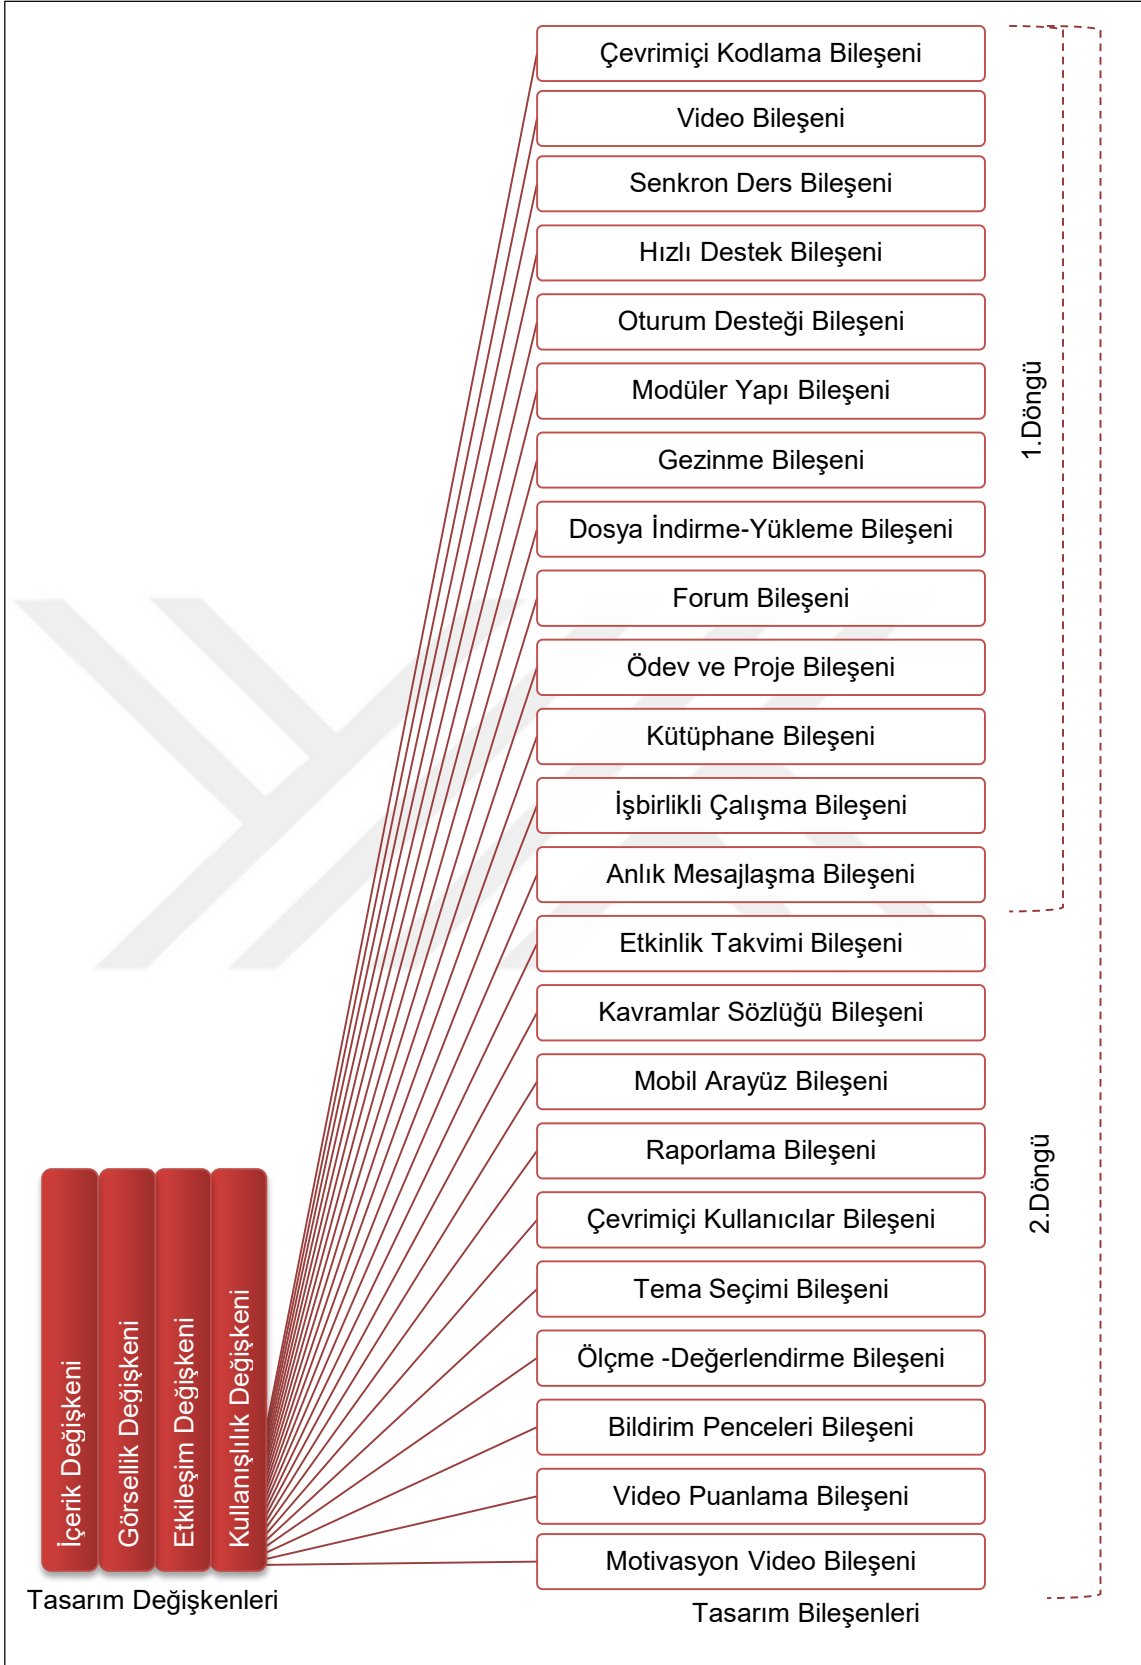 Çevrimiçi Kodlama Bileşeni
Video Bileşeni
Senkron Ders Bileşeni
Hızlı Destek Bileşeni
Oturum Desteği Bileşeni
Modüler Yapı Bileşeni
Gezinme Bileşeni
Dosya İndirme-Yükleme Bileşeni
Forum Bileşeni
Ödev ve Proje Bileşeni
Kütüphane Bileşeni
İşbirlikli Çalışma Bileşeni
Anlık Mesajlaşma Bileşeni
Etkinlik Takvimi Bileşeni
Kavramlar Sözlüğü Bileşeni
Mobil Arayüz Bileşeni
Raporlama Bileşeni
Çevrimiçi Kullanıcılar Bileşeni
Tema Seçimi Bileşeni
Ölçme -Değerlendirme Bileşeni
Bildirim Penceleri Bileşeni
Video Puanlama Bileşeni
Motivasyon Video Bileşeni
Tasarım Bileşenleri
1.Döngü
2.Döngü
İçerik Değişkeni
Görsellik Değişkeni
Etkileşim Değişkeni
Kullanışlılık Değişkeni
Tasarım Değişkenleri